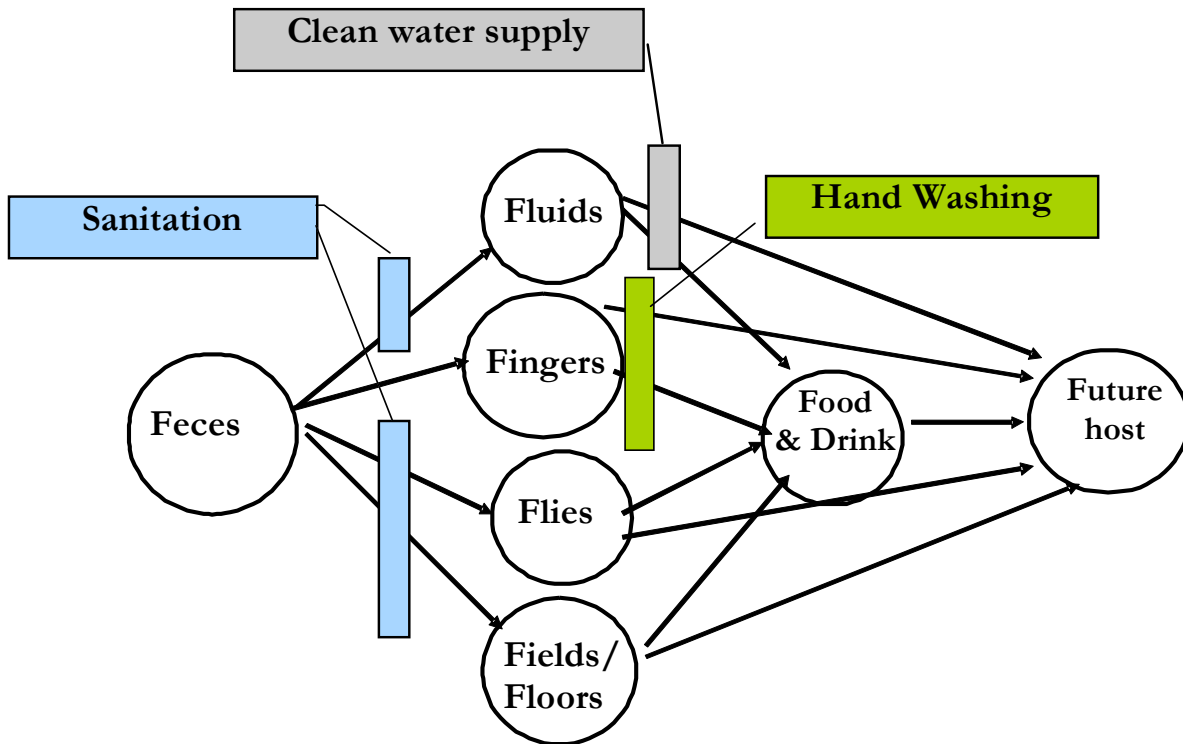 Clean water supply
Sanitation
Fluids
Hand Washing
Feces
Fingers
Flies
Fields/
Floors
Food
& Drink
Future
host